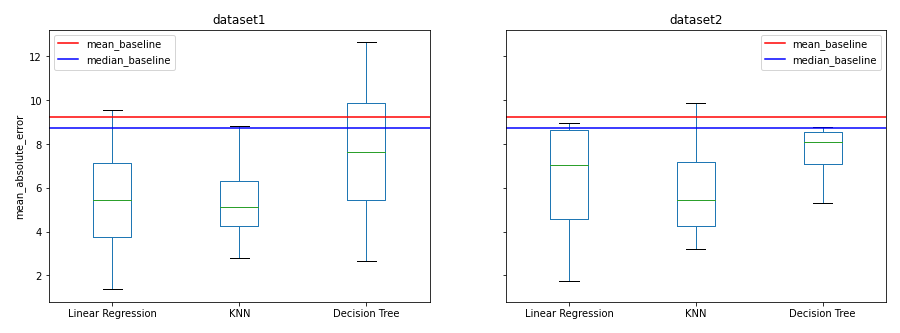 dataset1
mean_baseline
median_baseline
12
10
8
6
4
2
mean_absolute_error
Linear Regression KNN Decision Tree
dataset2
mean_baseline
median_baseline
Linear Regression KNN Decision Tree